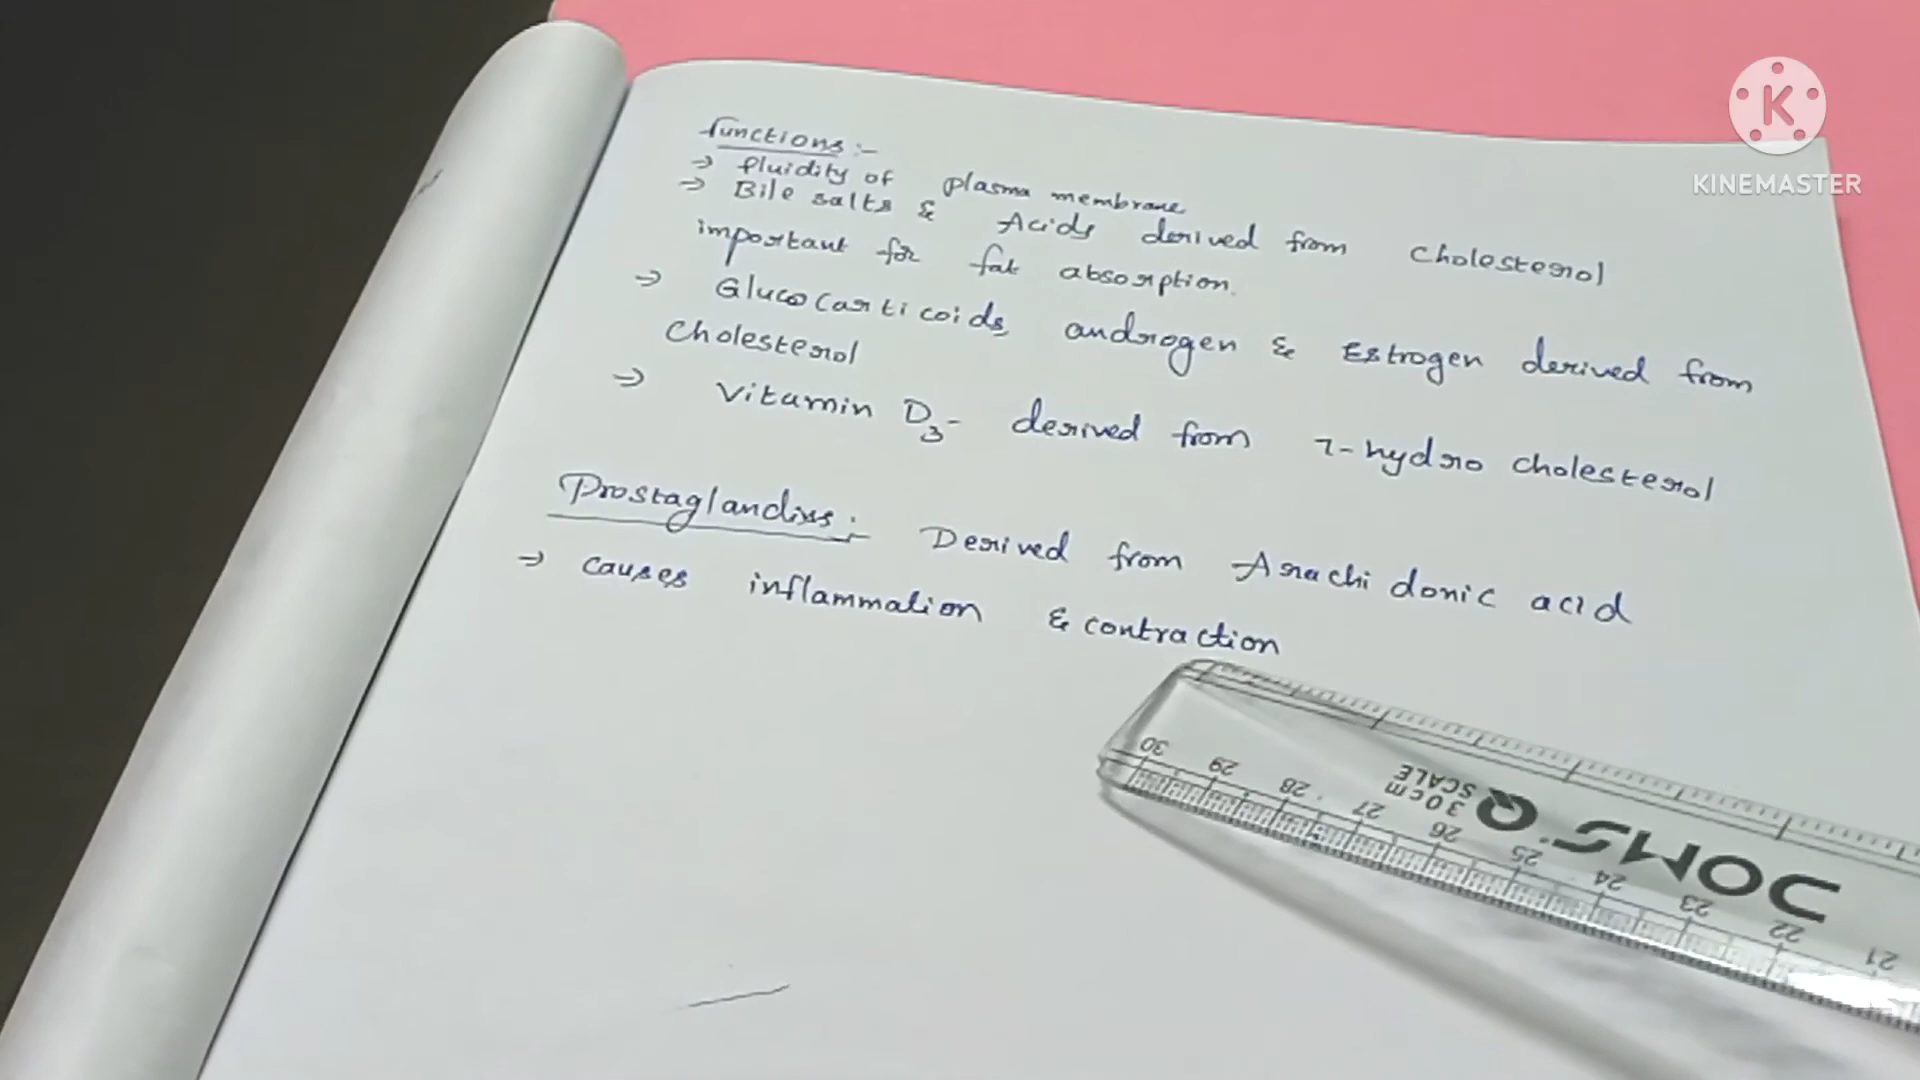 functions:-
→ fluidity of plasma membrane
→ Bile salts & Acids derived from Cholesterol
important for fat absorption.
→ Glucocarticoids, androgen & Estrogen derived from
Cholesterol
→ Vitamin D3- derived from 7-hydro cholesterol
Prostaglandins:- Derived from Arachidonic acid
→ causes inflammation & contraction
K
KINEMASTER
30 29 28 27 26 25 24 23 22 21
30cm
SCALE
DOMS